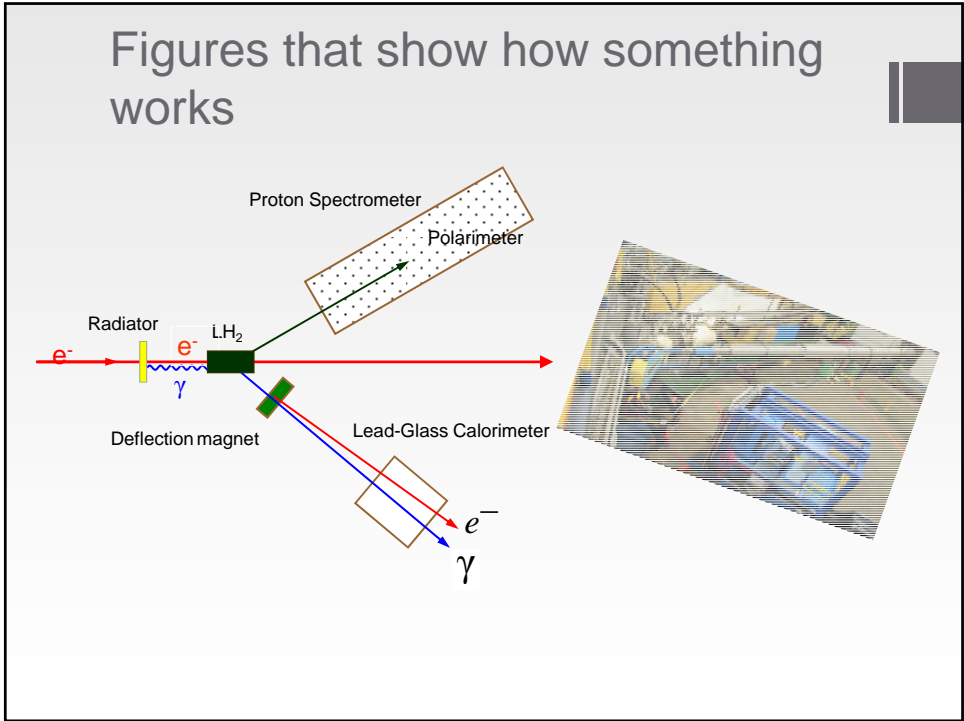 Figures that show how something
works
Proton Spectrometer
Polarimeter
Radiator
LH₂
e⁻
e⁻
γ
Deflection magnet
Lead-Glass Calorimeter
e⁻
γ